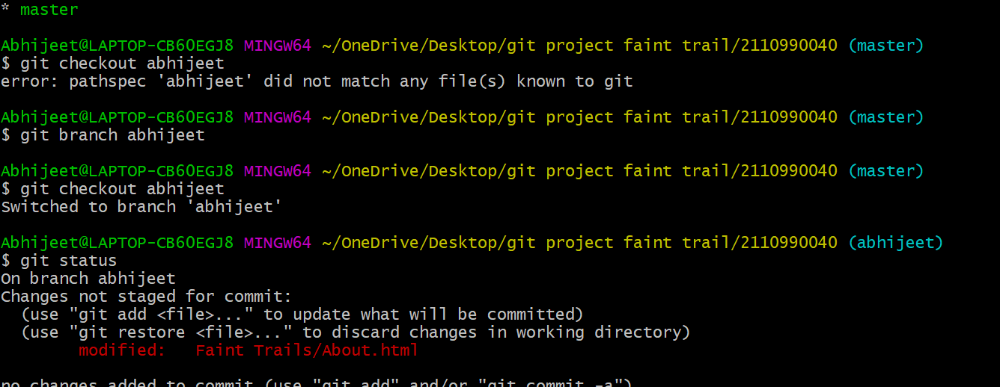 * master
Abhijeet@LAPTOP-CB6OEGJ8 MINGW64 ~/OneDrive/Desktop/git project faint trail/2110990040 (master)
$ git checkout abhijeet
error: pathspec 'abhijeet' did not match any file(s) known to git
Abhijeet@LAPTOP-CB6OEGJ8 MINGW64 ~/OneDrive/Desktop/git project faint trail/2110990040 (master)
$ git branch abhijeet
Abhijeet@LAPTOP-CB6OEGJ8 MINGW64 ~/OneDrive/Desktop/git project faint trail/2110990040 (master)
$ git checkout abhijeet
Switched to branch 'abhijeet'
Abhijeet@LAPTOP-CB6OEGJ8 MINGW64 ~/OneDrive/Desktop/git project faint trail/2110990040 (abhijeet)
$ git status
On branch abhijeet
Changes not staged for commit:
  (use "git add <file>..." to update what will be committed)
  (use "git restore <file>..." to discard changes in working directory)
        modified:   Faint Trails/About.html
no changes added to commit (use "git add" and/or "git commit -a")